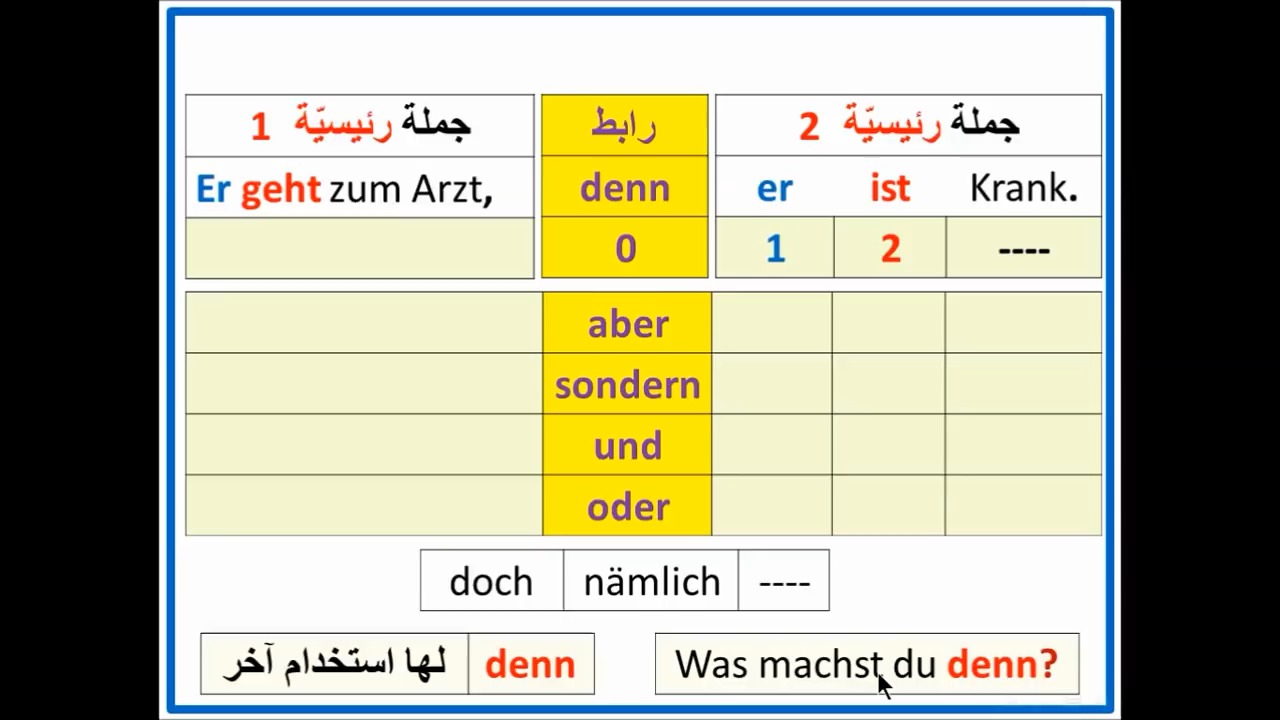 جملة رئيسيّة 1 رابط جملة رئيسيّة 2
Er geht zum Arzt, denn er ist Krank.
0 1 2 ----
aber
sondern
und
oder
doch nämlich ----
لها استخدام آخر denn Was machst du denn?